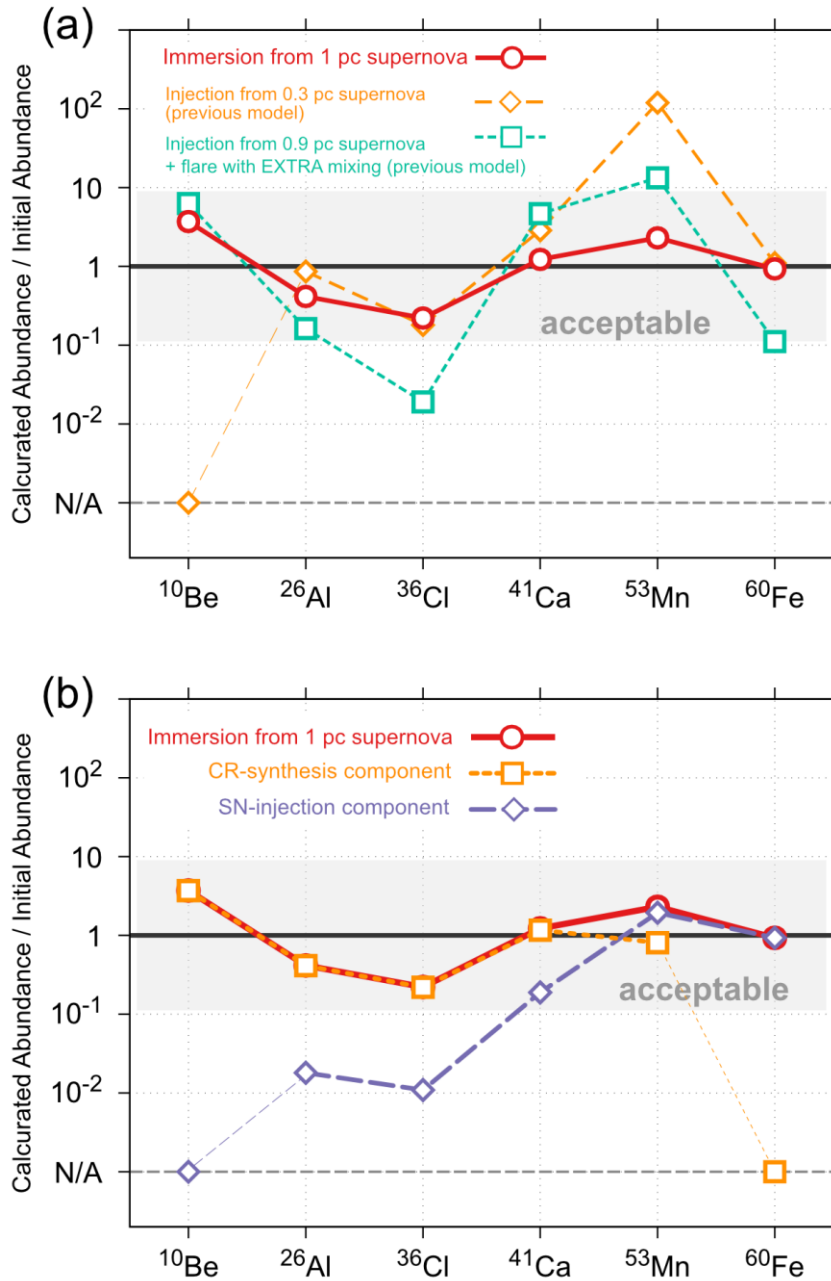 (a)
Immersion from 1 pc supernova
Injection from 0.3 pc supernova
(previous model)
Injection from 0.9 pc supernova
+ flare with EXTRA mixing (previous model)
Calcurated Abundance / Initial Abundance
10²
10
1
10⁻¹
10⁻²
N/A
acceptable
¹⁰Be ²⁶Al ³⁶Cl ⁴¹Ca ⁵³Mn ⁶⁰Fe
(b)
Immersion from 1 pc supernova
CR-synthesis component
SN-injection component
Calcurated Abundance / Initial Abundance
10²
10
1
10⁻¹
10⁻²
N/A
acceptable
¹⁰Be ²⁶Al ³⁶Cl ⁴¹Ca ⁵³Mn ⁶⁰Fe